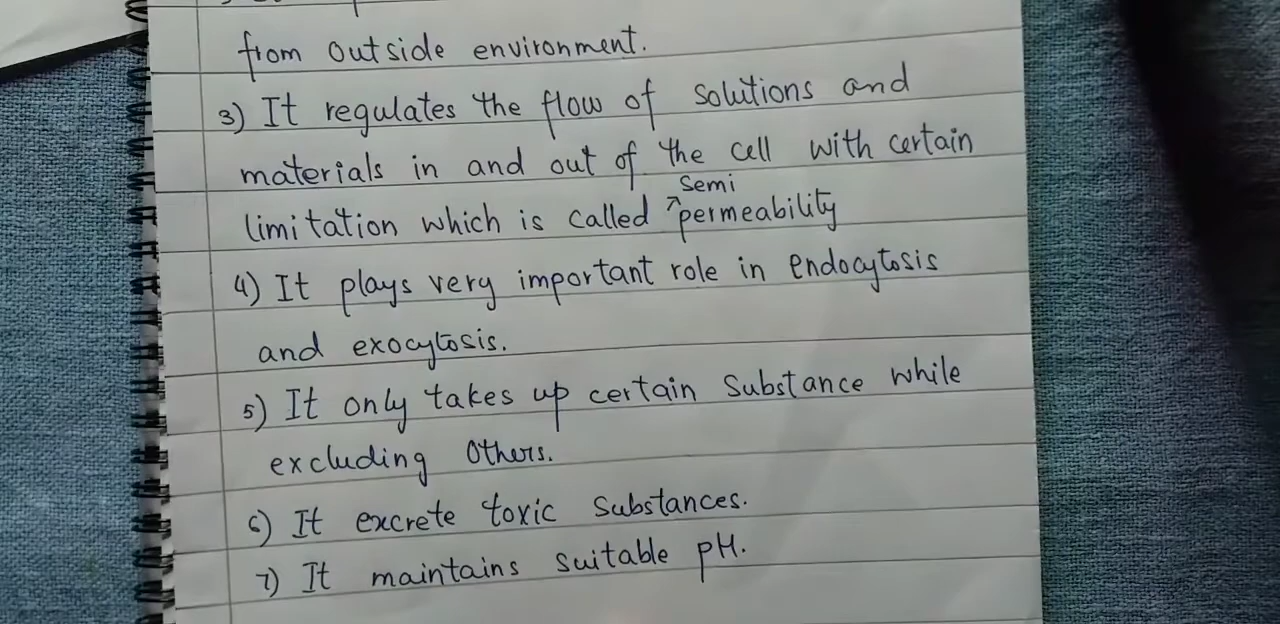 from outside environment.
3) It regulates the flow of solutions and
materials in and out of the cell with certain
limitation which is called semi permeability
4) It plays very important role in endocytosis
and exocytosis.
5) It only takes up certain substance while
excluding others.
6) It excrete toxic substances.
7) It maintains suitable pH.